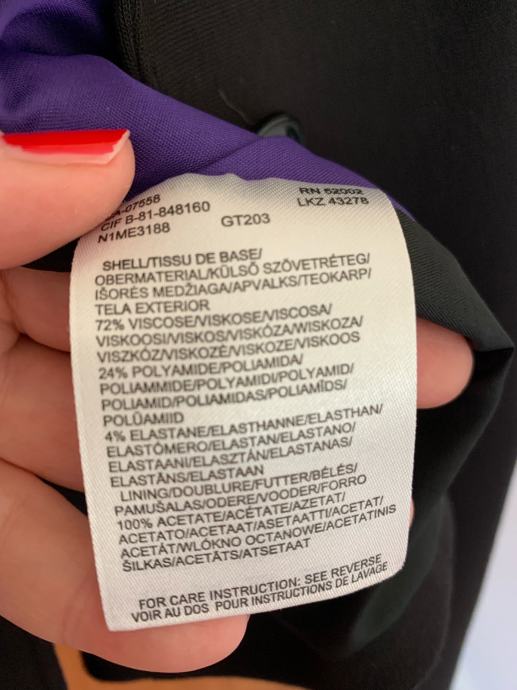 A-07558
CIF B-81-848160
N1ME3188
GT203
RN 52002
LKZ 43278
SHELL/TISSU DE BASE/
OBERMATERIAL/KÜLSŐ SZÖVETRÉTEG/
IŠORĖS MEDŽIAGA/APVALKS/TEOKARP/
TELA EXTERIOR
72% VISCOSE/VISKOSE/VISCOSA/
VISKOOSI/VISKOS/VISKÓZA/WISKOZA/
VISZKÓZ/VISKOZĖ/VISKOZE/VISKOOS
24% POLYAMIDE/POLIAMIDA/
POLIAMMIDE/POLYAMIDI/POLYAMID/
POLIAMID/POLIAMIDAS/POLIAMĪDS/
POLÜAMIID
4% ELASTANE/ELASTHANNE/ELASTHAN/
ELASTÓMERO/ELASTAN/ELASTANO/
ELASTAANI/ELASZTÁN/ELASTANAS/
ELASTĀNS/ELASTAAN
LINING/DOUBLURE/FUTTER/BÉLÉS/
PAMUŠALAS/ODERE/VOODER/FORRO
100% ACETATE/ACÉTATE/AZETAT/
ACETATO/ACETAAT/ASETAATTI/ACETAT/
ACETÁT/WLÓKNO OCTANOWE/ACETATINIS
ŠILKAS/ACETĀTS/ATSETAAT
FOR CARE INSTRUCTION: SEE REVERSE
VOIR AU DOS POUR INSTRUCTIONS DE LAVAGE